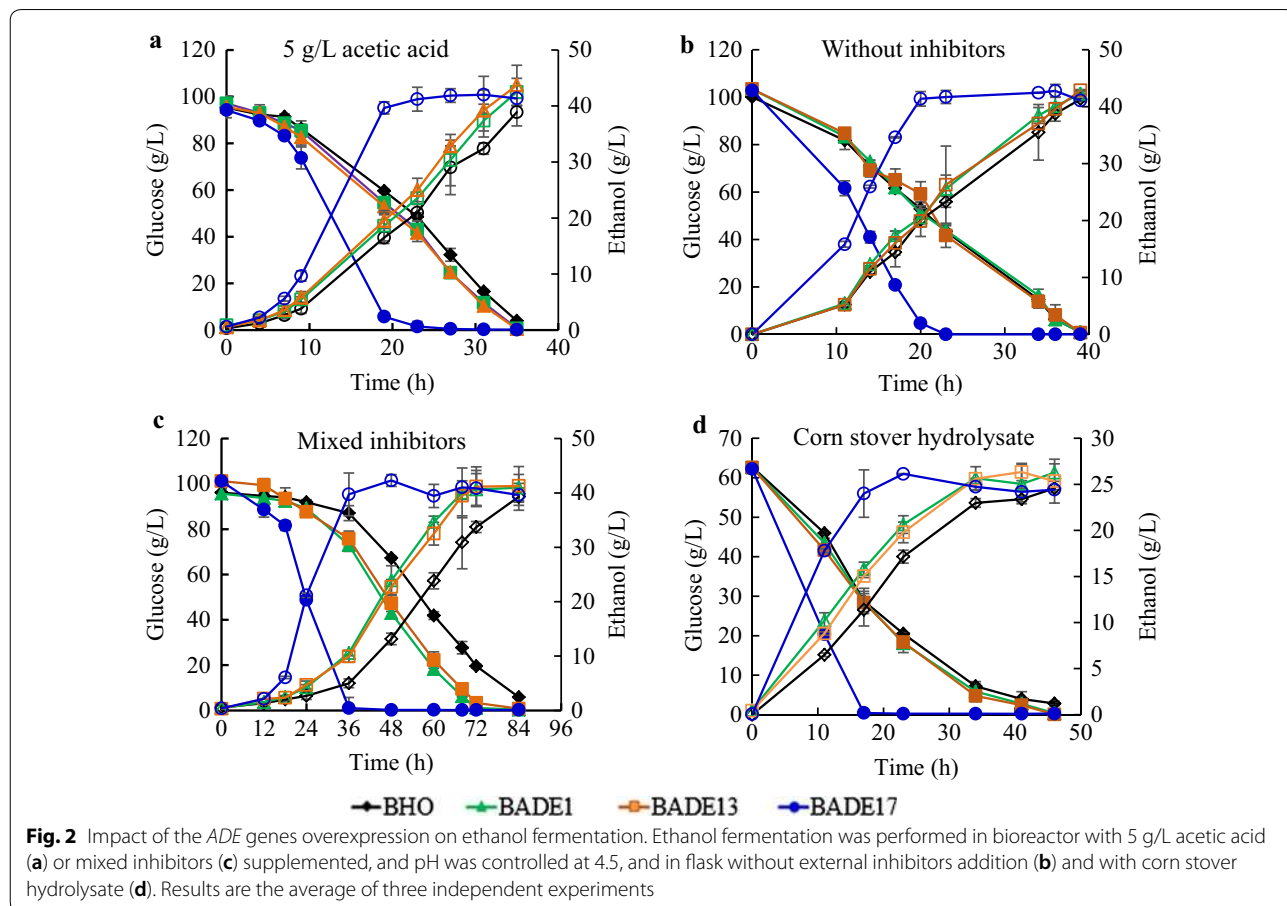 a
5 g/L acetic acid
120
100
80
60
40
20
0
Glucose (g/L)
50
40
30
20
10
0
Ethanol (g/L)
0 10 20 30 40
Time (h)
b
Without inhibitors
120
100
80
60
40
20
0
Glucose (g/L)
50
40
30
20
10
0
Ethaanol (g/L)
0 10 20 30 40
Time (h)
c
Mixed inhibitors
120
100
80
60
40
20
0
Glucose (g/L)
50
40
30
20
10
0
Ethanol (g/L)
0 12 24 36 48 60 72 84 96
Time (h)
d
Corn stover hydrolysate
70
60
50
40
30
20
10
0
Glucose (g/L)
30
25
20
15
10
5
0
Ethanol (g/L)
0 10 20 30 40 50
Time (h)
BHO BADE1 BADE13 BADE17
Fig. 2 Impact of the ADE genes overexpression on ethanol fermentation. Ethanol fermentation was performed in bioreactor with 5 g/L acetic acid
(a) or mixed inhibitors (c) supplemented, and pH was controlled at 4.5, and in flask without external inhibitors addition (b) and with corn stover
hydrolysate (d). Results are the average of three independent experiments